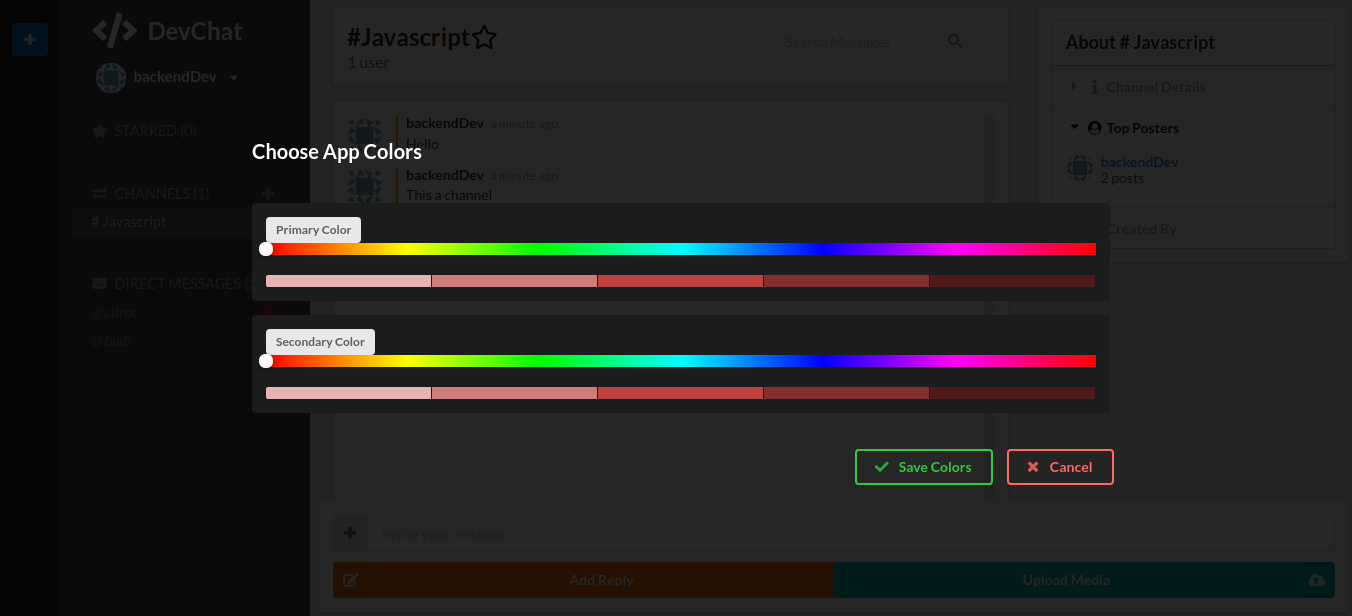 DevChat
backendDev
STARRED (0)
CHANNELS (1)
# Javascript
DIRECT MESSAGES (
@ citroc
@ budi
#Javascript
1 user
Search Messages
backendDev a minute ago
Hello
backendDev a minute ago
This a channel
About # Javascript
Channel Details
Top Posters
backendDev
2 posts
Created By
Choose App Colors
Primary Color
Secondary Color
Save Colors
Cancel
Write your message
Add Reply
Upload Media